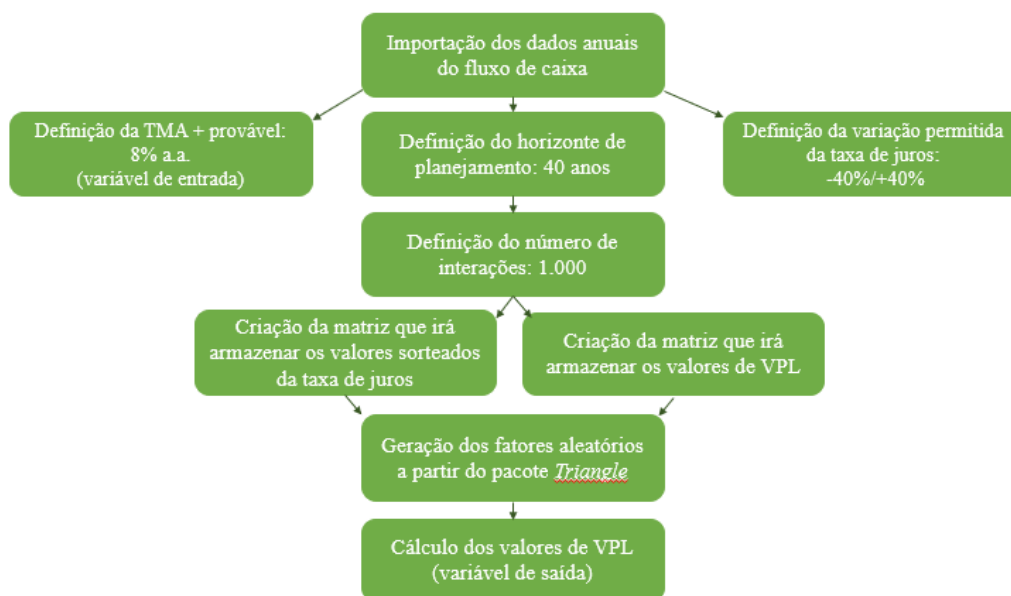 Importação dos dados anuais
do fluxo de caixa
Definição da TMA + provável:
8% a.a.
(variável de entrada)
Definição do horizonte de
planejamento: 40 anos
Definição da variação permitida
da taxa de juros:
-40%/+40%
Definição do número de
interações: 1.000
Criação da matriz que irá
armazenar os valores sorteados
da taxa de juros
Criação da matriz que irá
armazenar os valores de VPL
Geração dos fatores aleatórios
a partir do pacote Triangle
Cálculo dos valores de VPL
(variável de saída)